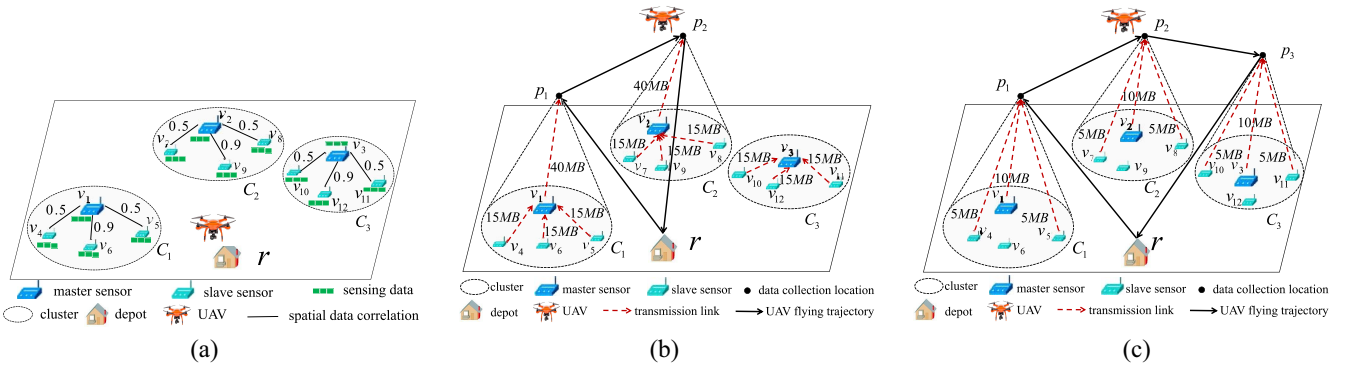 v2
0.5
0.5
v8
0.9
v9
C2
v3
0.5
0.5
v10
0.9
v12
v11
C3
v1
0.5
0.5
v4
0.9
v6
v5
C1
r
master sensor
slave sensor
sensing data
cluster
depot
UAV
spatial data correlation
(a)
p2
p1
40MB
v2
15MB
15MB
15MB
v7
v9
v8
C2
v3
15MB
15MB
15MB
v10
v12
C3
40MB
v1
15MB
15MB
15MB
v4
v6
v5
C1
r
cluster
master sensor
slave sensor
data collection location
depot
UAV
transmission link
UAV flying trajectory
(b)
p2
p3
p1
10MB
v2
5MB
5MB
v7
v9
v8
C2
10MB
5MB
5MB
v10
v3
v11
v12
C3
10MB
v1
5MB
5MB
v4
v6
v5
C1
r
cluster
master sensor
slave sensor
data collection location
depot
UAV
transmission link
UAV flying trajectory
(c)